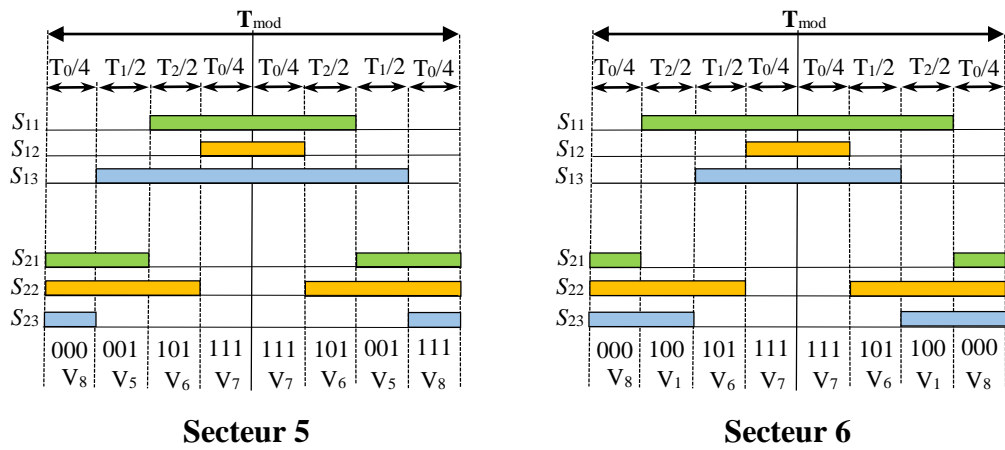 Tmod Tmod
T0/4 T1/2 T2/2 T0/4 T0/4 T2/2 T1/2 T0/4 T0/4 T2/2 T1/2 T0/4 T0/4 T1/2 T2/2 T0/4
S11 S11
S12 S12
S13 S13
S21 S21
S22 S22
S23 S23
000 001 101 111 111 101 001 111 000 100 101 111 111 101 100 000
V8 V5 V6 V7 V7 V6 V5 V8 V8 V1 V6 V7 V7 V6 V1 V8
Secteur 5 Secteur 6